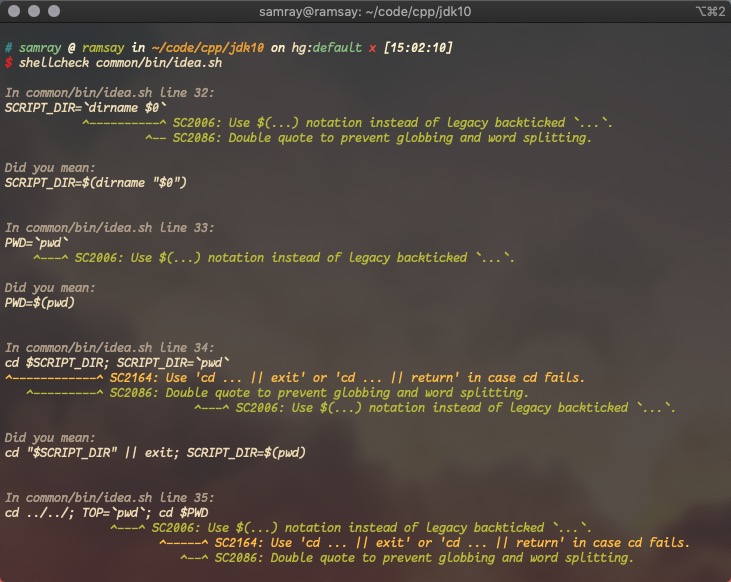 samray@ramsay: ~/code/cpp/jdk10
⌥⌘2
# samray @ ramsay in ~/code/cpp/jdk10 on hg:default x [15:02:10]
$ shellcheck common/bin/idea.sh
In common/bin/idea.sh line 32:
SCRIPT_DIR=`dirname $0`
^----------^ SC2006: Use $(...) notation instead of legacy backticked `...`.
^-- SC2086: Double quote to prevent globbing and word splitting.
Did you mean:
SCRIPT_DIR=$(dirname "$0")
In common/bin/idea.sh line 33:
PWD=`pwd`
^---^ SC2006: Use $(...) notation instead of legacy backticked `...`.
Did you mean:
PWD=$(pwd)
In common/bin/idea.sh line 34:
cd $SCRIPT_DIR; SCRIPT_DIR=`pwd`
^------------^ SC2164: Use 'cd ... || exit' or 'cd ... || return' in case cd fails.
^---------^ SC2086: Double quote to prevent globbing and word splitting.
^---^ SC2006: Use $(...) notation instead of legacy backticked `...`.
Did you mean:
cd "$SCRIPT_DIR" || exit; SCRIPT_DIR=$(pwd)
In common/bin/idea.sh line 35:
cd ../../; TOP=`pwd`; cd $PWD
^---^ SC2006: Use $(...) notation instead of legacy backticked `...`.
^-----^ SC2164: Use 'cd ... || exit' or 'cd ... || return' in case cd fails.
^--^ SC2086: Double quote to prevent globbing and word splitting.